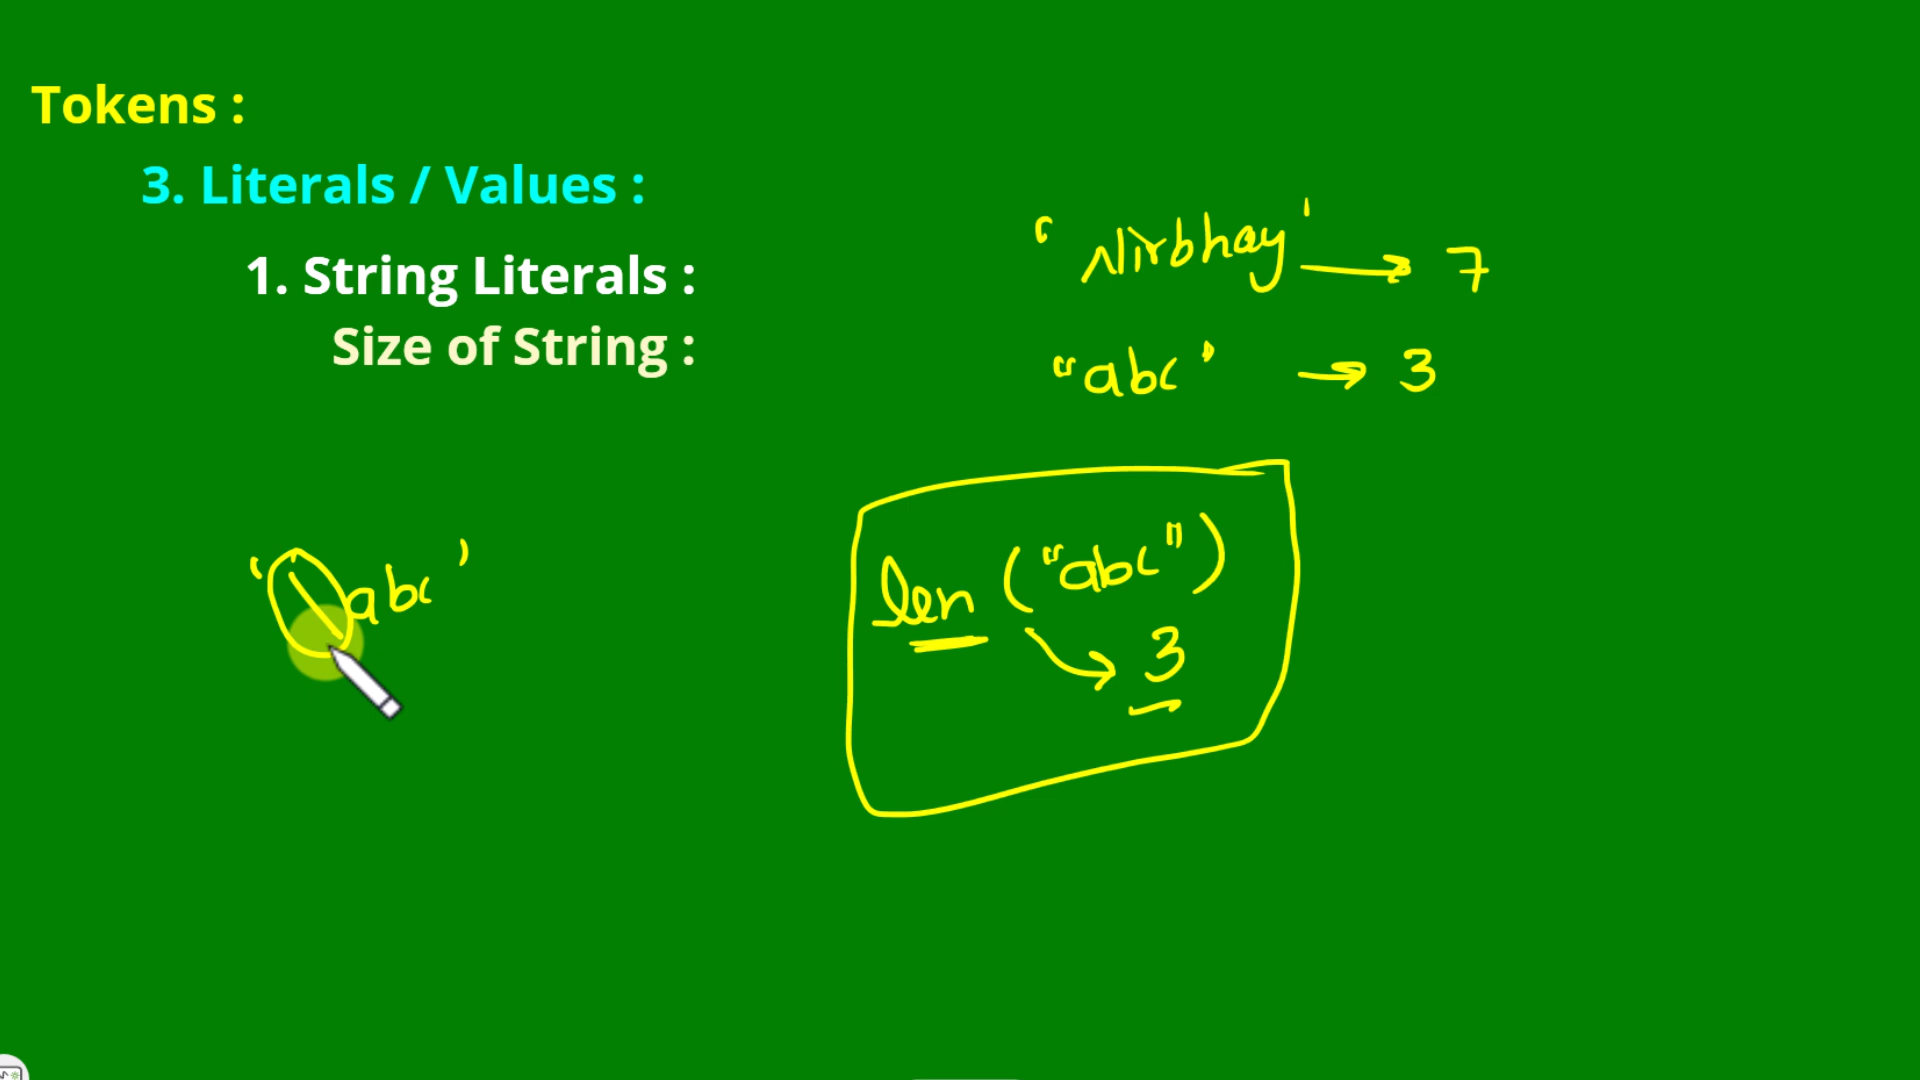 Tokens :
3. Literals / Values :
1. String Literals :
Size of String :
'Nirbhay' → 7
"abc" → 3
'\abc'
len ("abc")
→ 3